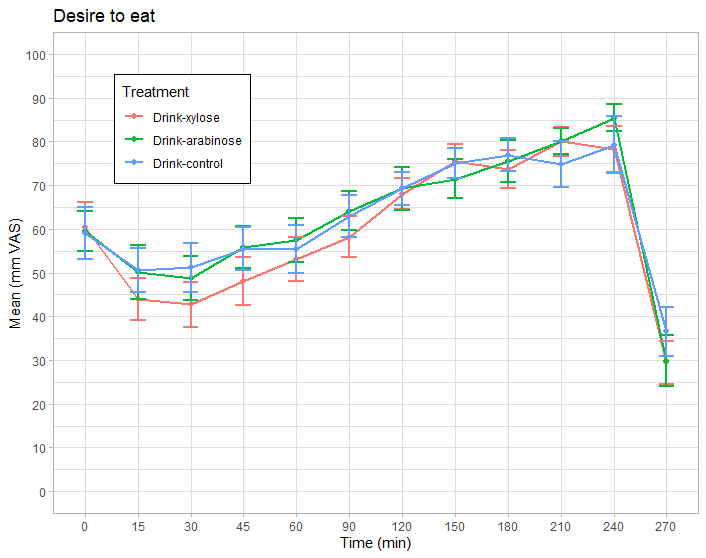 Desire to eat
100
90
80
70
60
50
40
30
20
10
0
Mean (mm VAS)
Treatment
Drink-xylose
Drink-arabinose
Drink-control
0 15 30 45 60 90 120 150 180 210 240 270
Time (min)